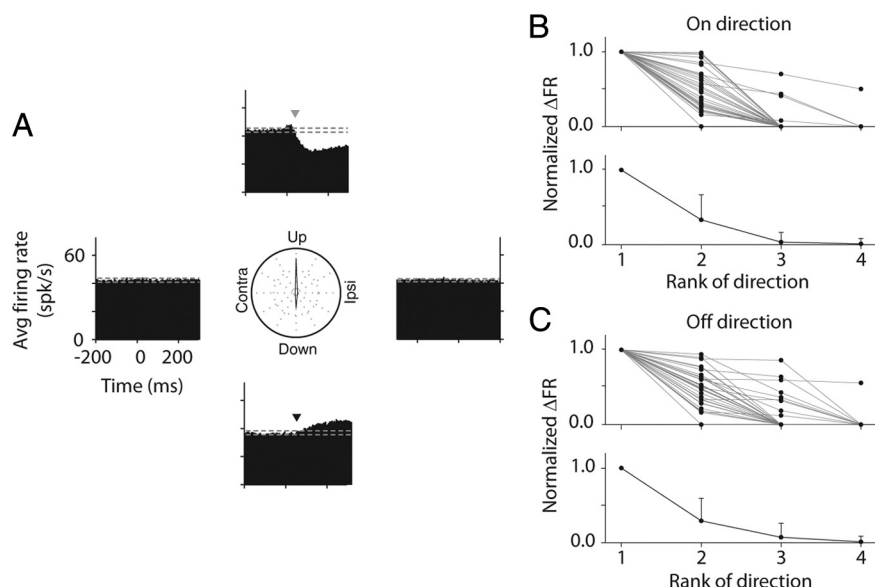 A
Avg firing rate
(spk/s)
60
0
-200
0
200
Time (ms)
Up
Contra
Ipsi
Down
B
On direction
Normalized ΔFR
1.0
0.0
1.0
0.0
1
2
3
4
Rank of direction
C
Off direction
Normalized ΔFR
1.0
0.0
1.0
0.0
1
2
3
4
Rank of direction